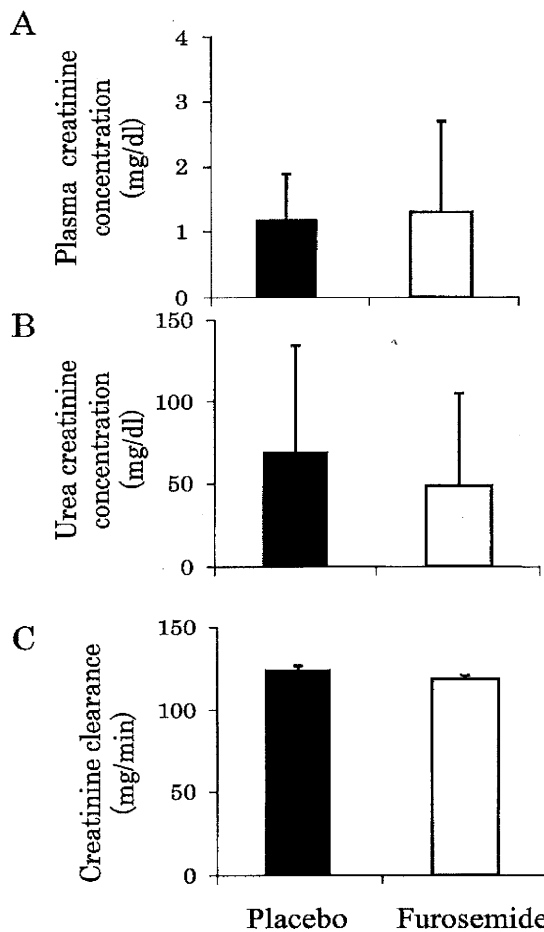 A
Plasma creatinine
concentration
(mg/dl)
4
3
2
1
0
B
Urea creatinine
concentration
(mg/dl)
150
100
50
0
C
Creatinine clearance
(mg/min)
150
100
50
0
Placebo Furosemide